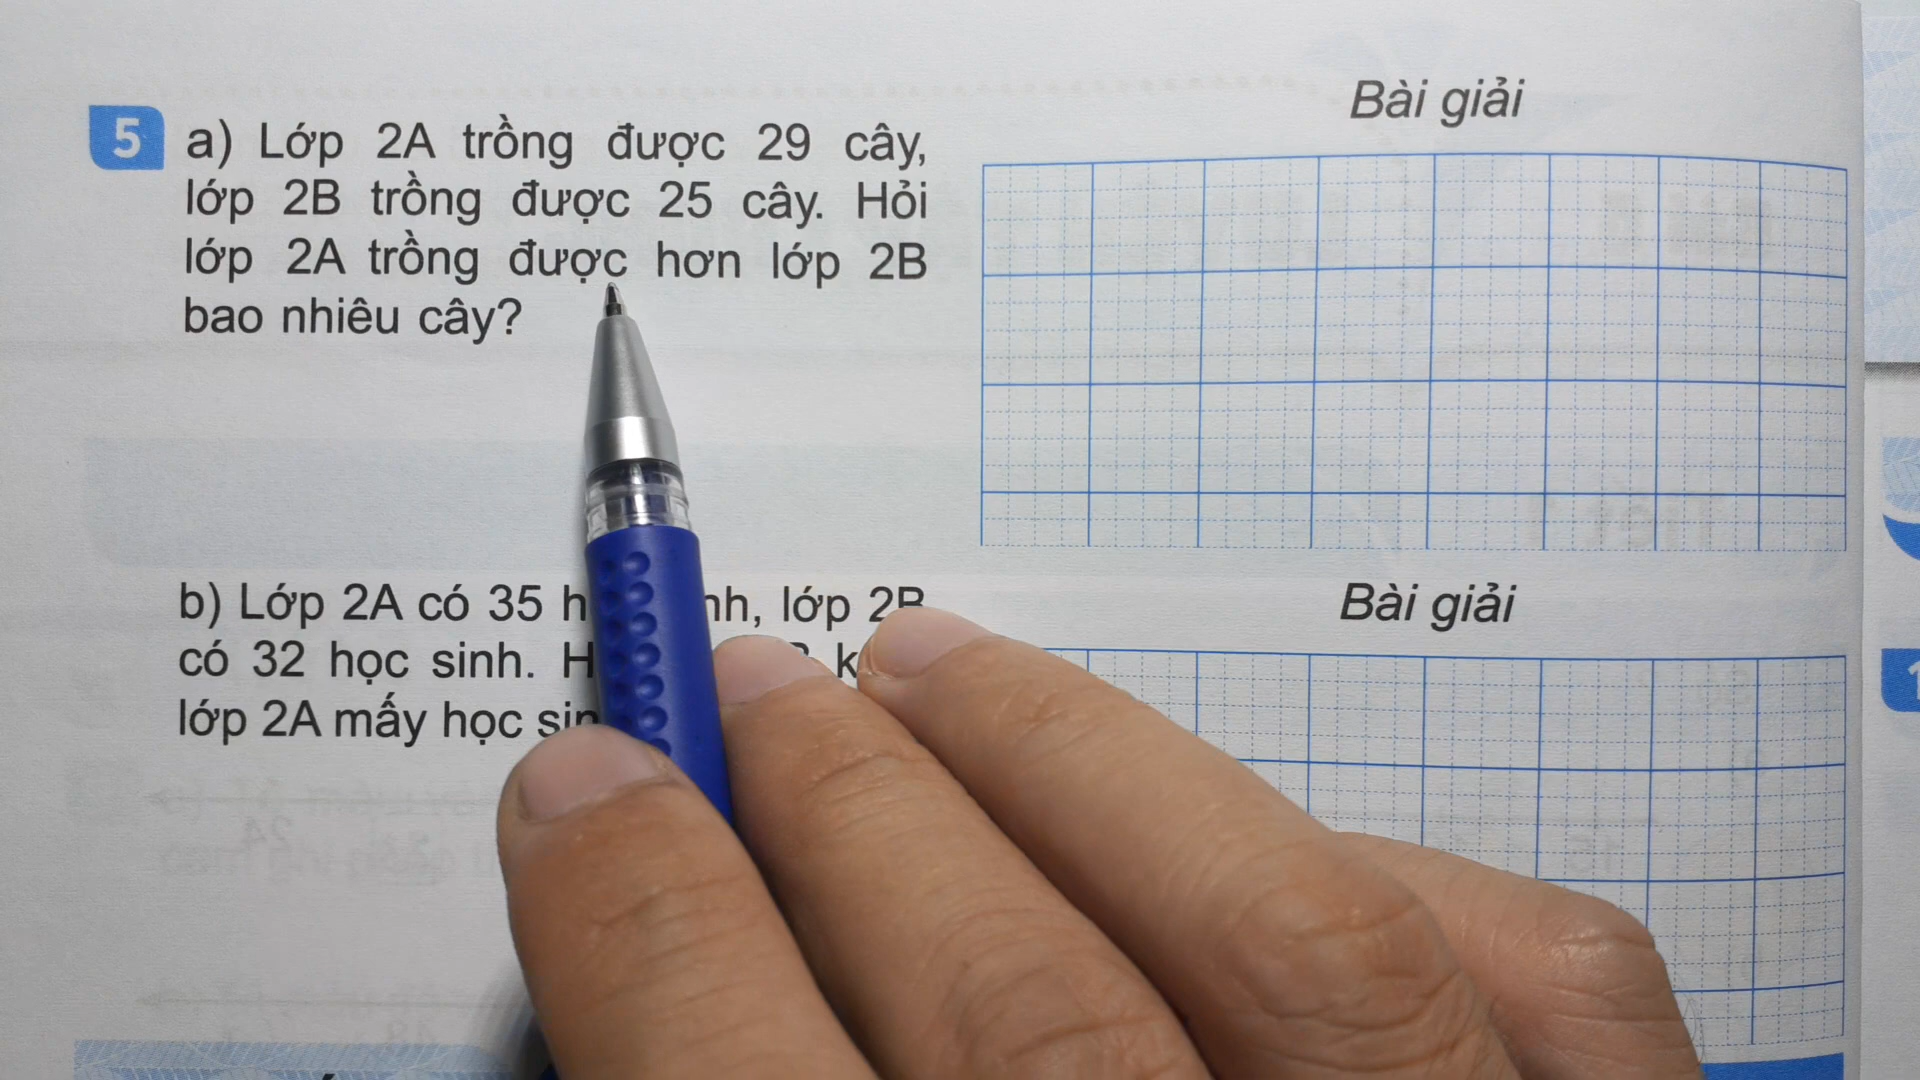 Bài giải
5 a) Lớp 2A trồng được 29 cây,
lớp 2B trồng được 25 cây. Hỏi
lớp 2A trồng được hơn lớp 2B
bao nhiêu cây?
b) Lớp 2A có 35 lớp 2B
có 32 học sinh.
lớp 2A mấy học
Bài giải